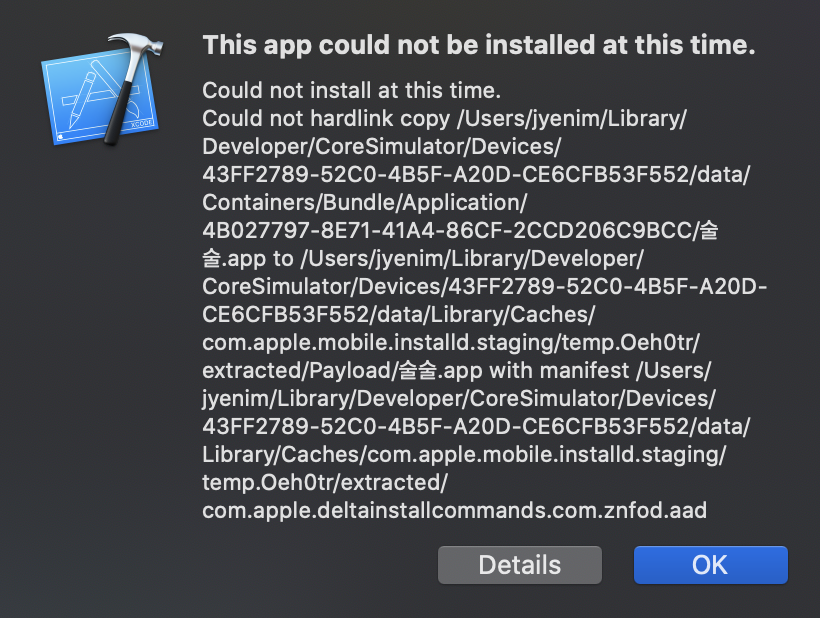 This app could not be installed at this time.
Could not install at this time.
Could not hardlink copy /Users/jyenim/Library/
Developer/CoreSimulator/Devices/
43FF2789-52C0-4B5F-A20D-CE6CFB53F552/data/
Containers/Bundle/Application/
4B027797-8E71-41A4-86CF-2CCD206C9BCC/술
술.app to /Users/jyenim/Library/Developer/
CoreSimulator/Devices/43FF2789-52C0-4B5F-A20D-
CE6CFB53F552/data/Library/Caches/
com.apple.mobile.installd.staging/temp.Oeh0tr/
extracted/Payload/술술.app with manifest /Users/
jyenim/Library/Developer/CoreSimulator/Devices/
43FF2789-52C0-4B5F-A20D-CE6CFB53F552/data/
Library/Caches/com.apple.mobile.installd.staging/
temp.Oeh0tr/extracted/
com.apple.deltainstallcommands.com.znfod.aad
XCODE
Details
OK